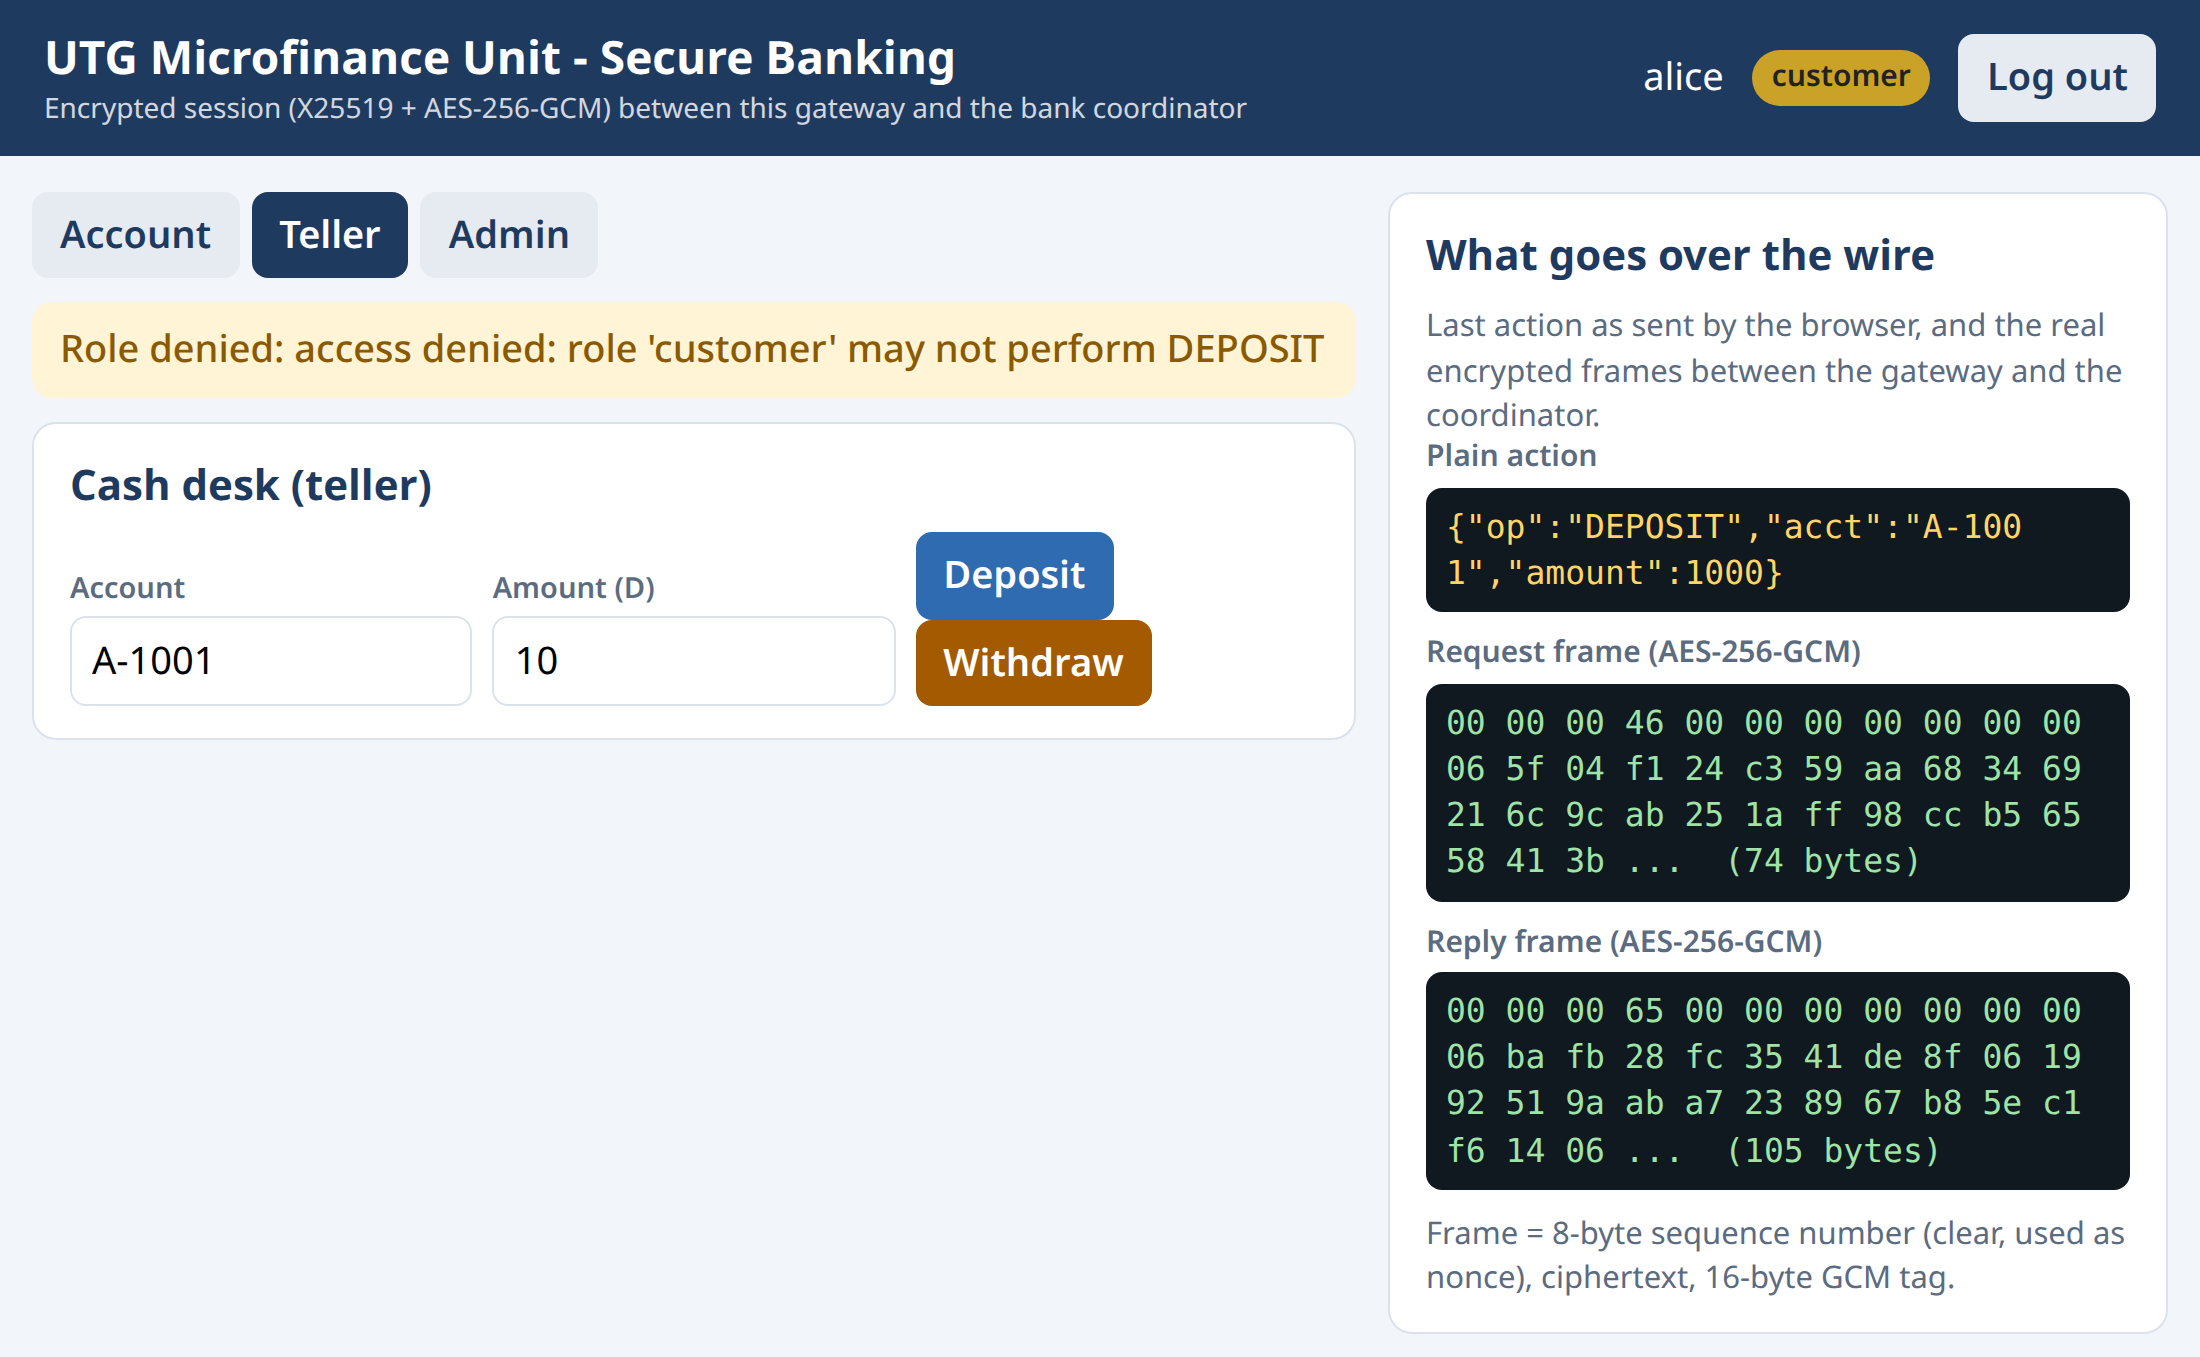 UTG Microfinance Unit - Secure Banking
Encrypted session (X25519 + AES-256-GCM) between this gateway and the bank coordinator
alice
customer
Log out
Account
Teller
Admin
Role denied: access denied: role 'customer' may not perform DEPOSIT
Cash desk (teller)
Account
A-1001
Amount (D)
10
Deposit
Withdraw
What goes over the wire
Last action as sent by the browser, and the real
encrypted frames between the gateway and the
coordinator.
Plain action
{"op":"DEPOSIT","acct":"A-100
1","amount":1000}
Request frame (AES-256-GCM)
00 00 00 46 00 00 00 00 00 00 00
06 5f 04 f1 24 c3 59 aa 68 34 69
21 6c 9c ab 25 1a ff 98 cc b5 65
58 41 3b ... (74 bytes)
Reply frame (AES-256-GCM)
00 00 00 65 00 00 00 00 00 00 00
06 ba fb 28 fc 35 41 de 8f 06 19
92 51 9a ab a7 23 89 67 b8 5e c1
f6 14 06 ... (105 bytes)
Frame = 8-byte sequence number (clear, used as
nonce), ciphertext, 16-byte GCM tag.